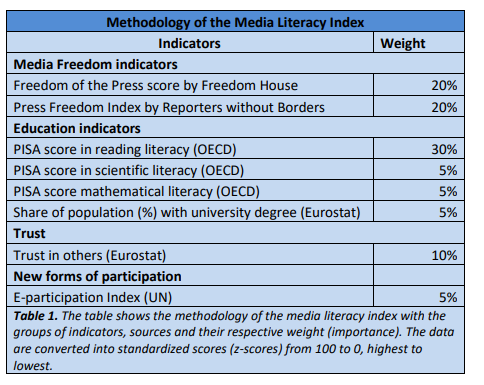 Methodology of the Media Literacy Index
Indicators Weight
Media Freedom indicators
Freedom of the Press score by Freedom House 20%
Press Freedom Index by Reporters without Borders 20%
Education indicators
PISA score in reading literacy (OECD) 30%
PISA score in scientific literacy (OECD) 5%
PISA score mathematical literacy (OECD) 5%
Share of population (%) with university degree (Eurostat) 5%
Trust
Trust in others (Eurostat) 10%
New forms of participation
E-participation Index (UN) 5%
Table 1. The table shows the methodology of the media literacy index with the
groups of indicators, sources and their respective weight (importance). The data
are converted into standardized scores (z-scores) from 100 to 0, highest to
lowest.